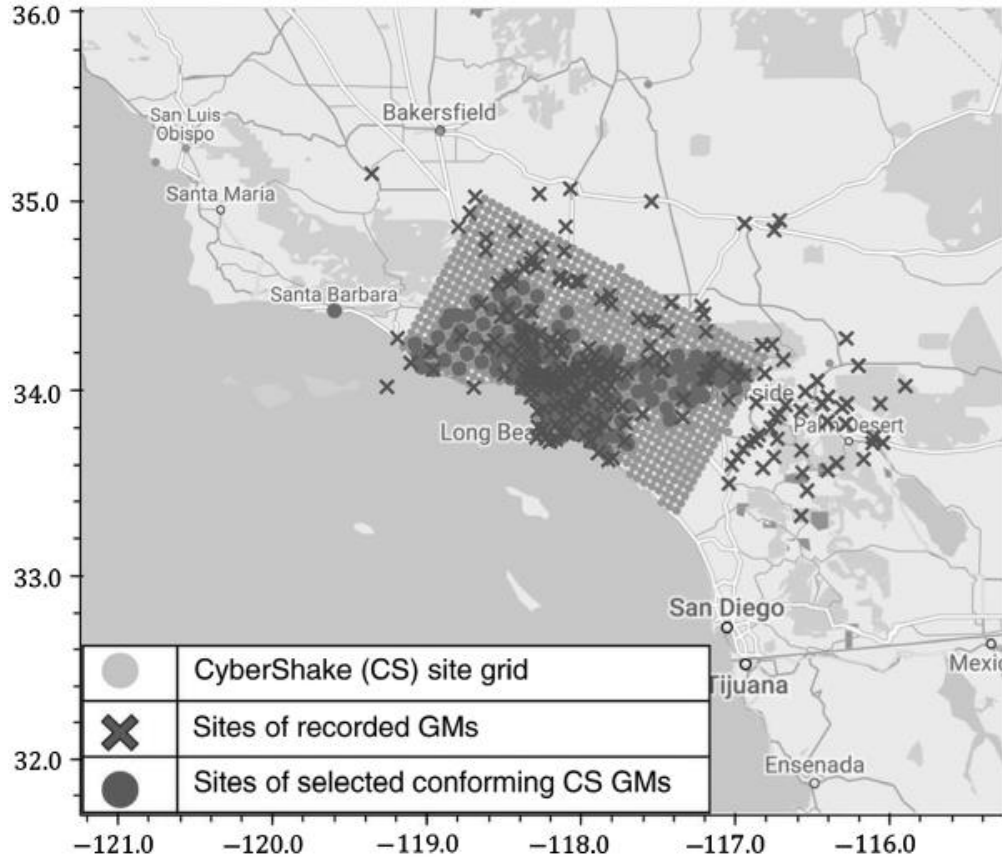 36.0
Bakersfield
San Luis
Obispo
35.0
Santa Maria
Santa Barbara
34.0
side
Palm Desert
Long Bea
33.0
San Diego
Mexic
Tijuana
CyberShake (CS) site grid
Sites of recorded GMs
Sites of selected conforming CS GMs
32.0
Ensenada
−121.0 −120.0 −119.0 −118.0 −117.0 −116.0